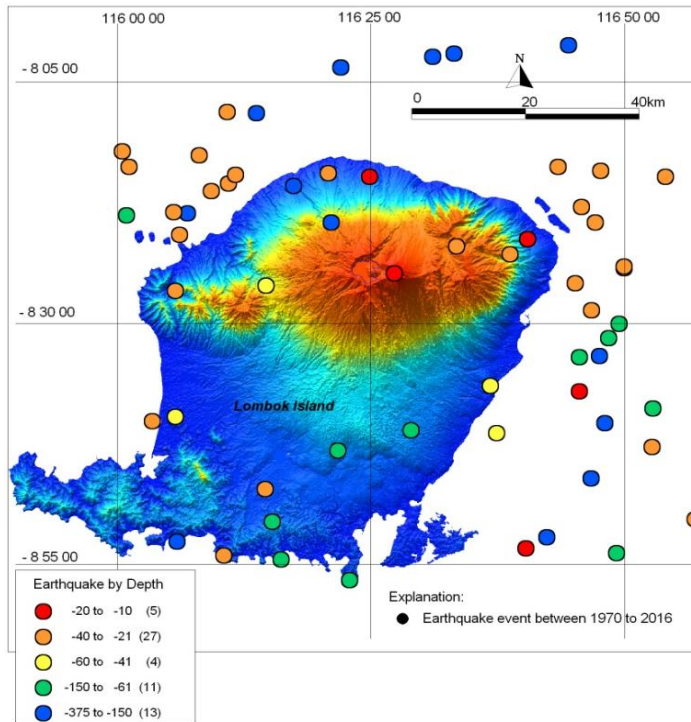 116 00 00 116 25 00 116 50 00
- 8 05 00
N
0 20 40km
- 8 30 00
Lombok Island
- 8 55 00
Earthquake by Depth
-20 to -10 (5)
-40 to -21 (27)
-60 to -41 (4)
-150 to -61 (11)
-375 to -150 (13)
Explanation:
Earthquake event between 1970 to 2016